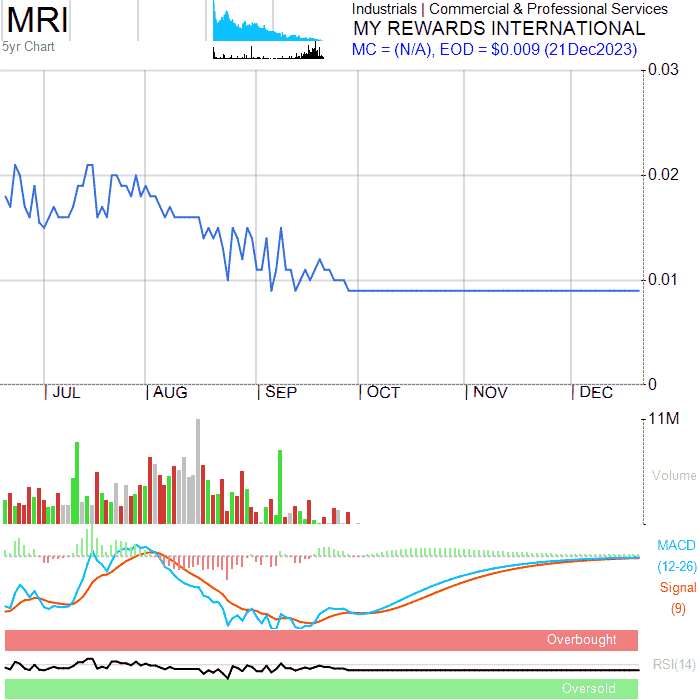 MRI
5yr Chart
Industrials | Commercial & Professional Services
MY REWARDS INTERNATIONAL
MC = (N/A), EOD = $0.009 (21Dec2023)
0.03
0.02
0.01
0
JUL AUG SEP OCT NOV DEC
11M
Volume
MACD
(12-26)
Signal
(9)
Overbought
RSI(14)
Oversold